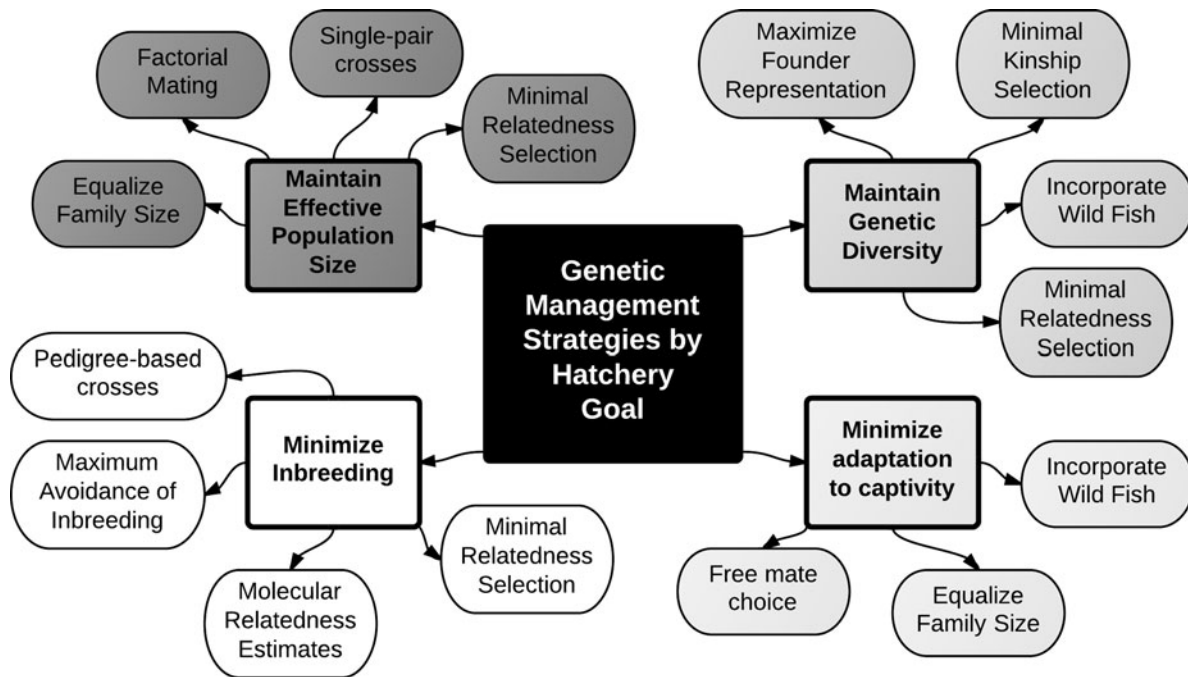 Genetic
Management
Strategies by
Hatchery
Goal
Maintain
Effective
Population
Size
Factorial
Mating
Single-pair
crosses
Minimal
Relatedness
Selection
Equalize
Family Size
Maintain
Genetic
Diversity
Maximize
Founder
Representation
Minimal
Kinship
Selection
Incorporate
Wild Fish
Minimal
Relatedness
Selection
Minimize
Inbreeding
Pedigree-based
crosses
Maximum
Avoidance of
Inbreeding
Molecular
Relatedness
Estimates
Minimal
Relatedness
Selection
Minimize
adaptation
to captivity
Incorporate
Wild Fish
Free mate
choice
Equalize
Family Size